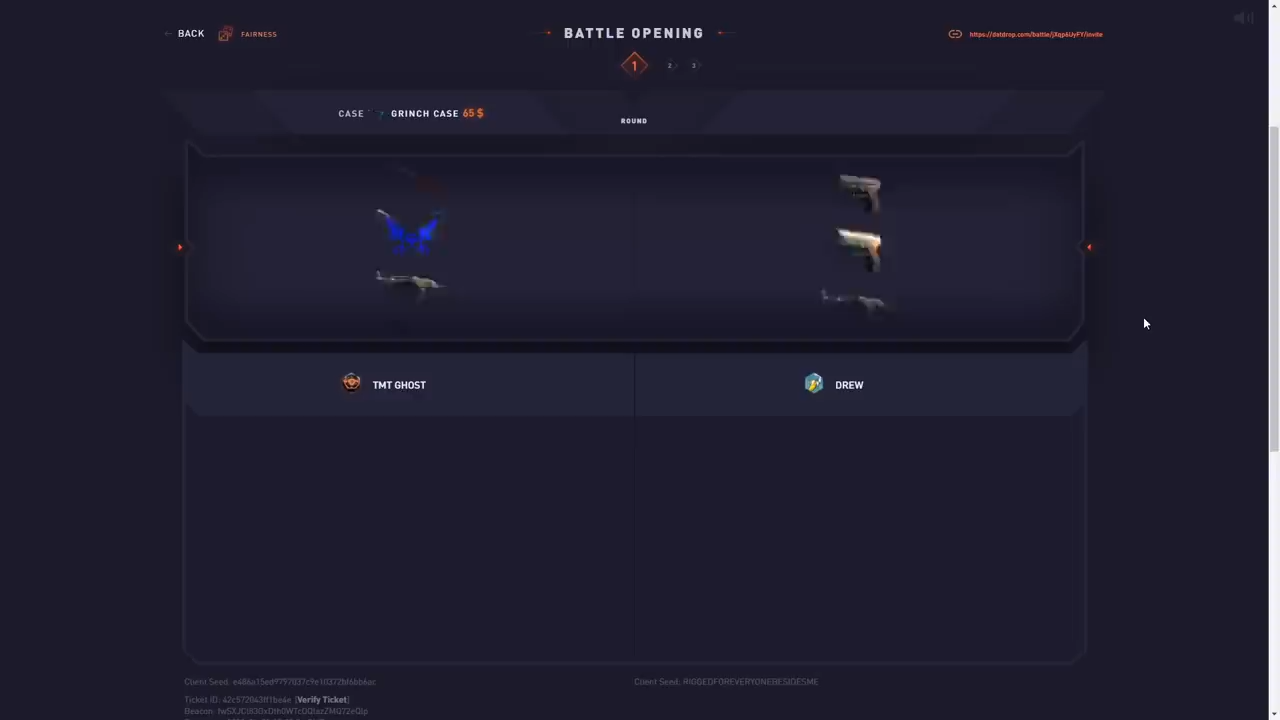 BACK
FAIRNESS
BATTLE OPENING
https://datdrop.com/battle/jXqp6UyFY/invite
1 2 3
CASE GRINCH CASE 65 $
ROUND
TMT GHOST
DREW
Client Seed:
Client Seed: RIGGEDFOREVERYONEBESIDESME
Ticket ID: 42c572043ff1be4e [Verify Ticket]
Beacon: